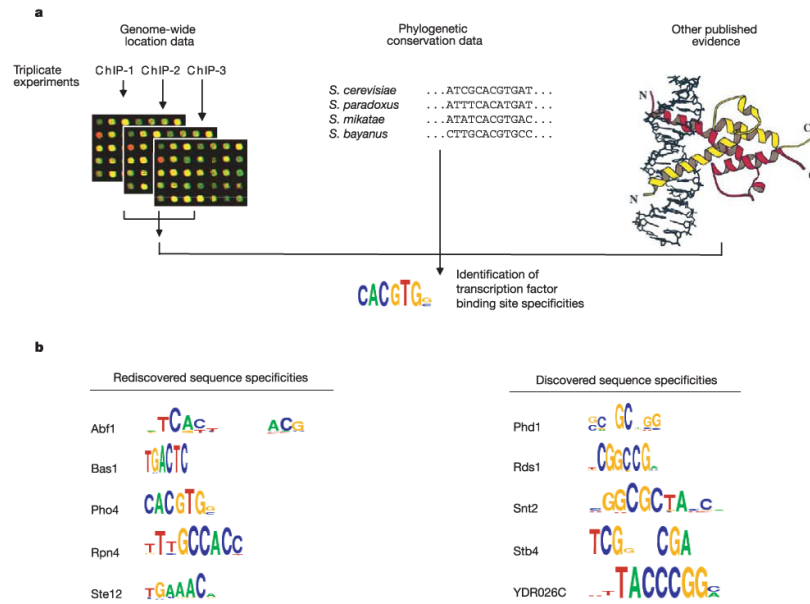 a
Genome-wide
location data
Phylogenetic
conservation data
Other published
evidence
Triplicate
experiments
ChIP-1 ChIP-2 ChIP-3
S. cerevisiae ...ATCGCACGTGAT...
S. paradoxus ...ATTTCACATGAT...
S. mikatae ...ATATCACGTGAC...
S. bayanus ...CTTGCACGTGCC...
N
C
N
CACGTG
Identification of
transcription factor
binding site specificities
b
Rediscovered sequence specificities
Abf1 TCAC ACG
Bas1 TGACTC
Pho4 CACGTGG
Rpn4 TTTGCCACC
Ste12 TGAAAC
Discovered sequence specificities
Phd1 GC GC GG
Rds1 CGGCCG
Snt2 GGCGCTA C
Stb4 TCG CGA
YDR026C TACCCGG